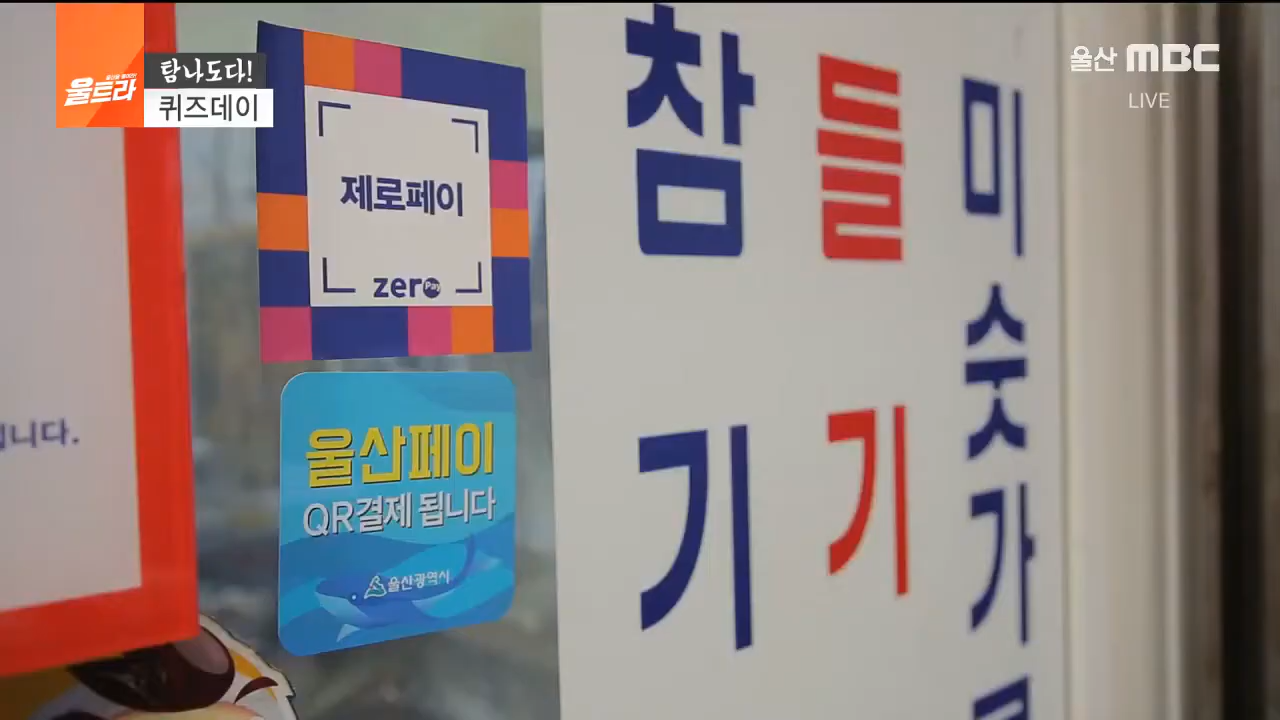 울트라
탐나도다!
퀴즈데이
울산 MBC
LIVE
제로페이
zero Pay
울산페이
QR결제 됩니다
울산광역시
니다.
참기
들기
미숫가